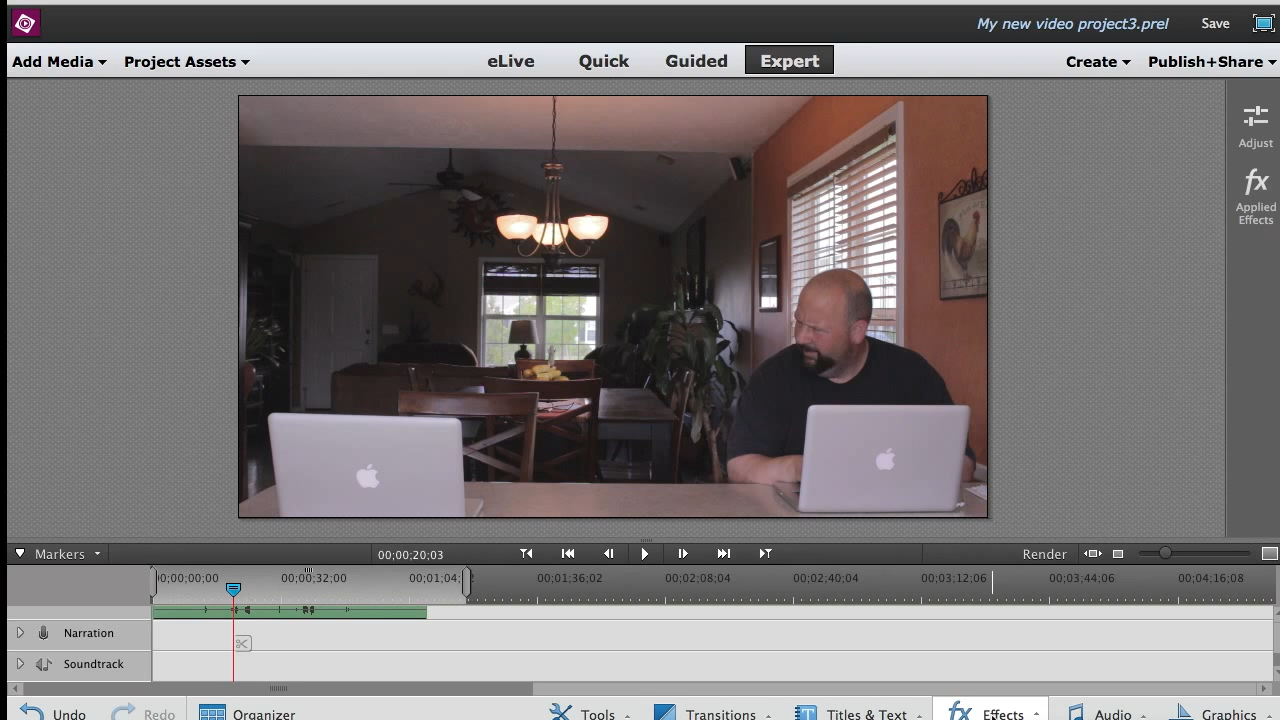 My new video project3.prel Save
Add Media Project Assets eLive Quick Guided Expert Create Publish+Share
Adjust
fx
Applied
Effects
Markers 00;00;20;03 Render
00;00;00;00 00;00;32;00 00;01;04; 00;01;36;02 00;02;08;04 00;02;40;04 00;03;12;06 00;03;44;06 00;04;16;08
Narration
Soundtrack
Undo Redo Organizer Tools Transitions Titles & Text fx Effects Audio Graphics